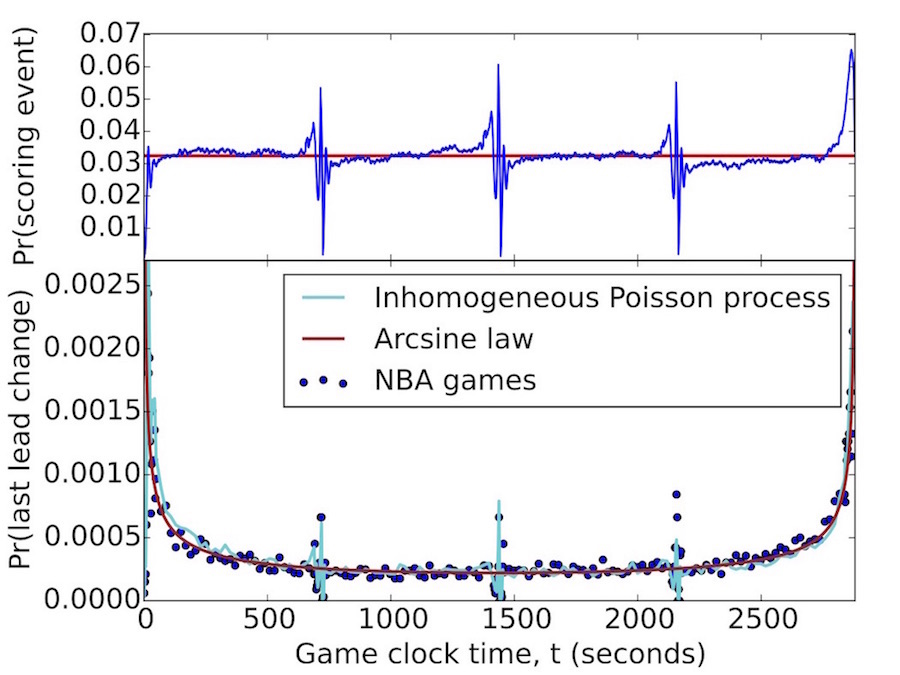 Pr(scoring event)
0.07
0.06
0.05
0.04
0.03
0.02
0.01
Pr(last lead change)
0.0025
0.0020
0.0015
0.0010
0.0005
0.0000
Inhomogeneous Poisson process
Arcsine law
NBA games
0 500 1000 1500 2000 2500
Game clock time, t (seconds)